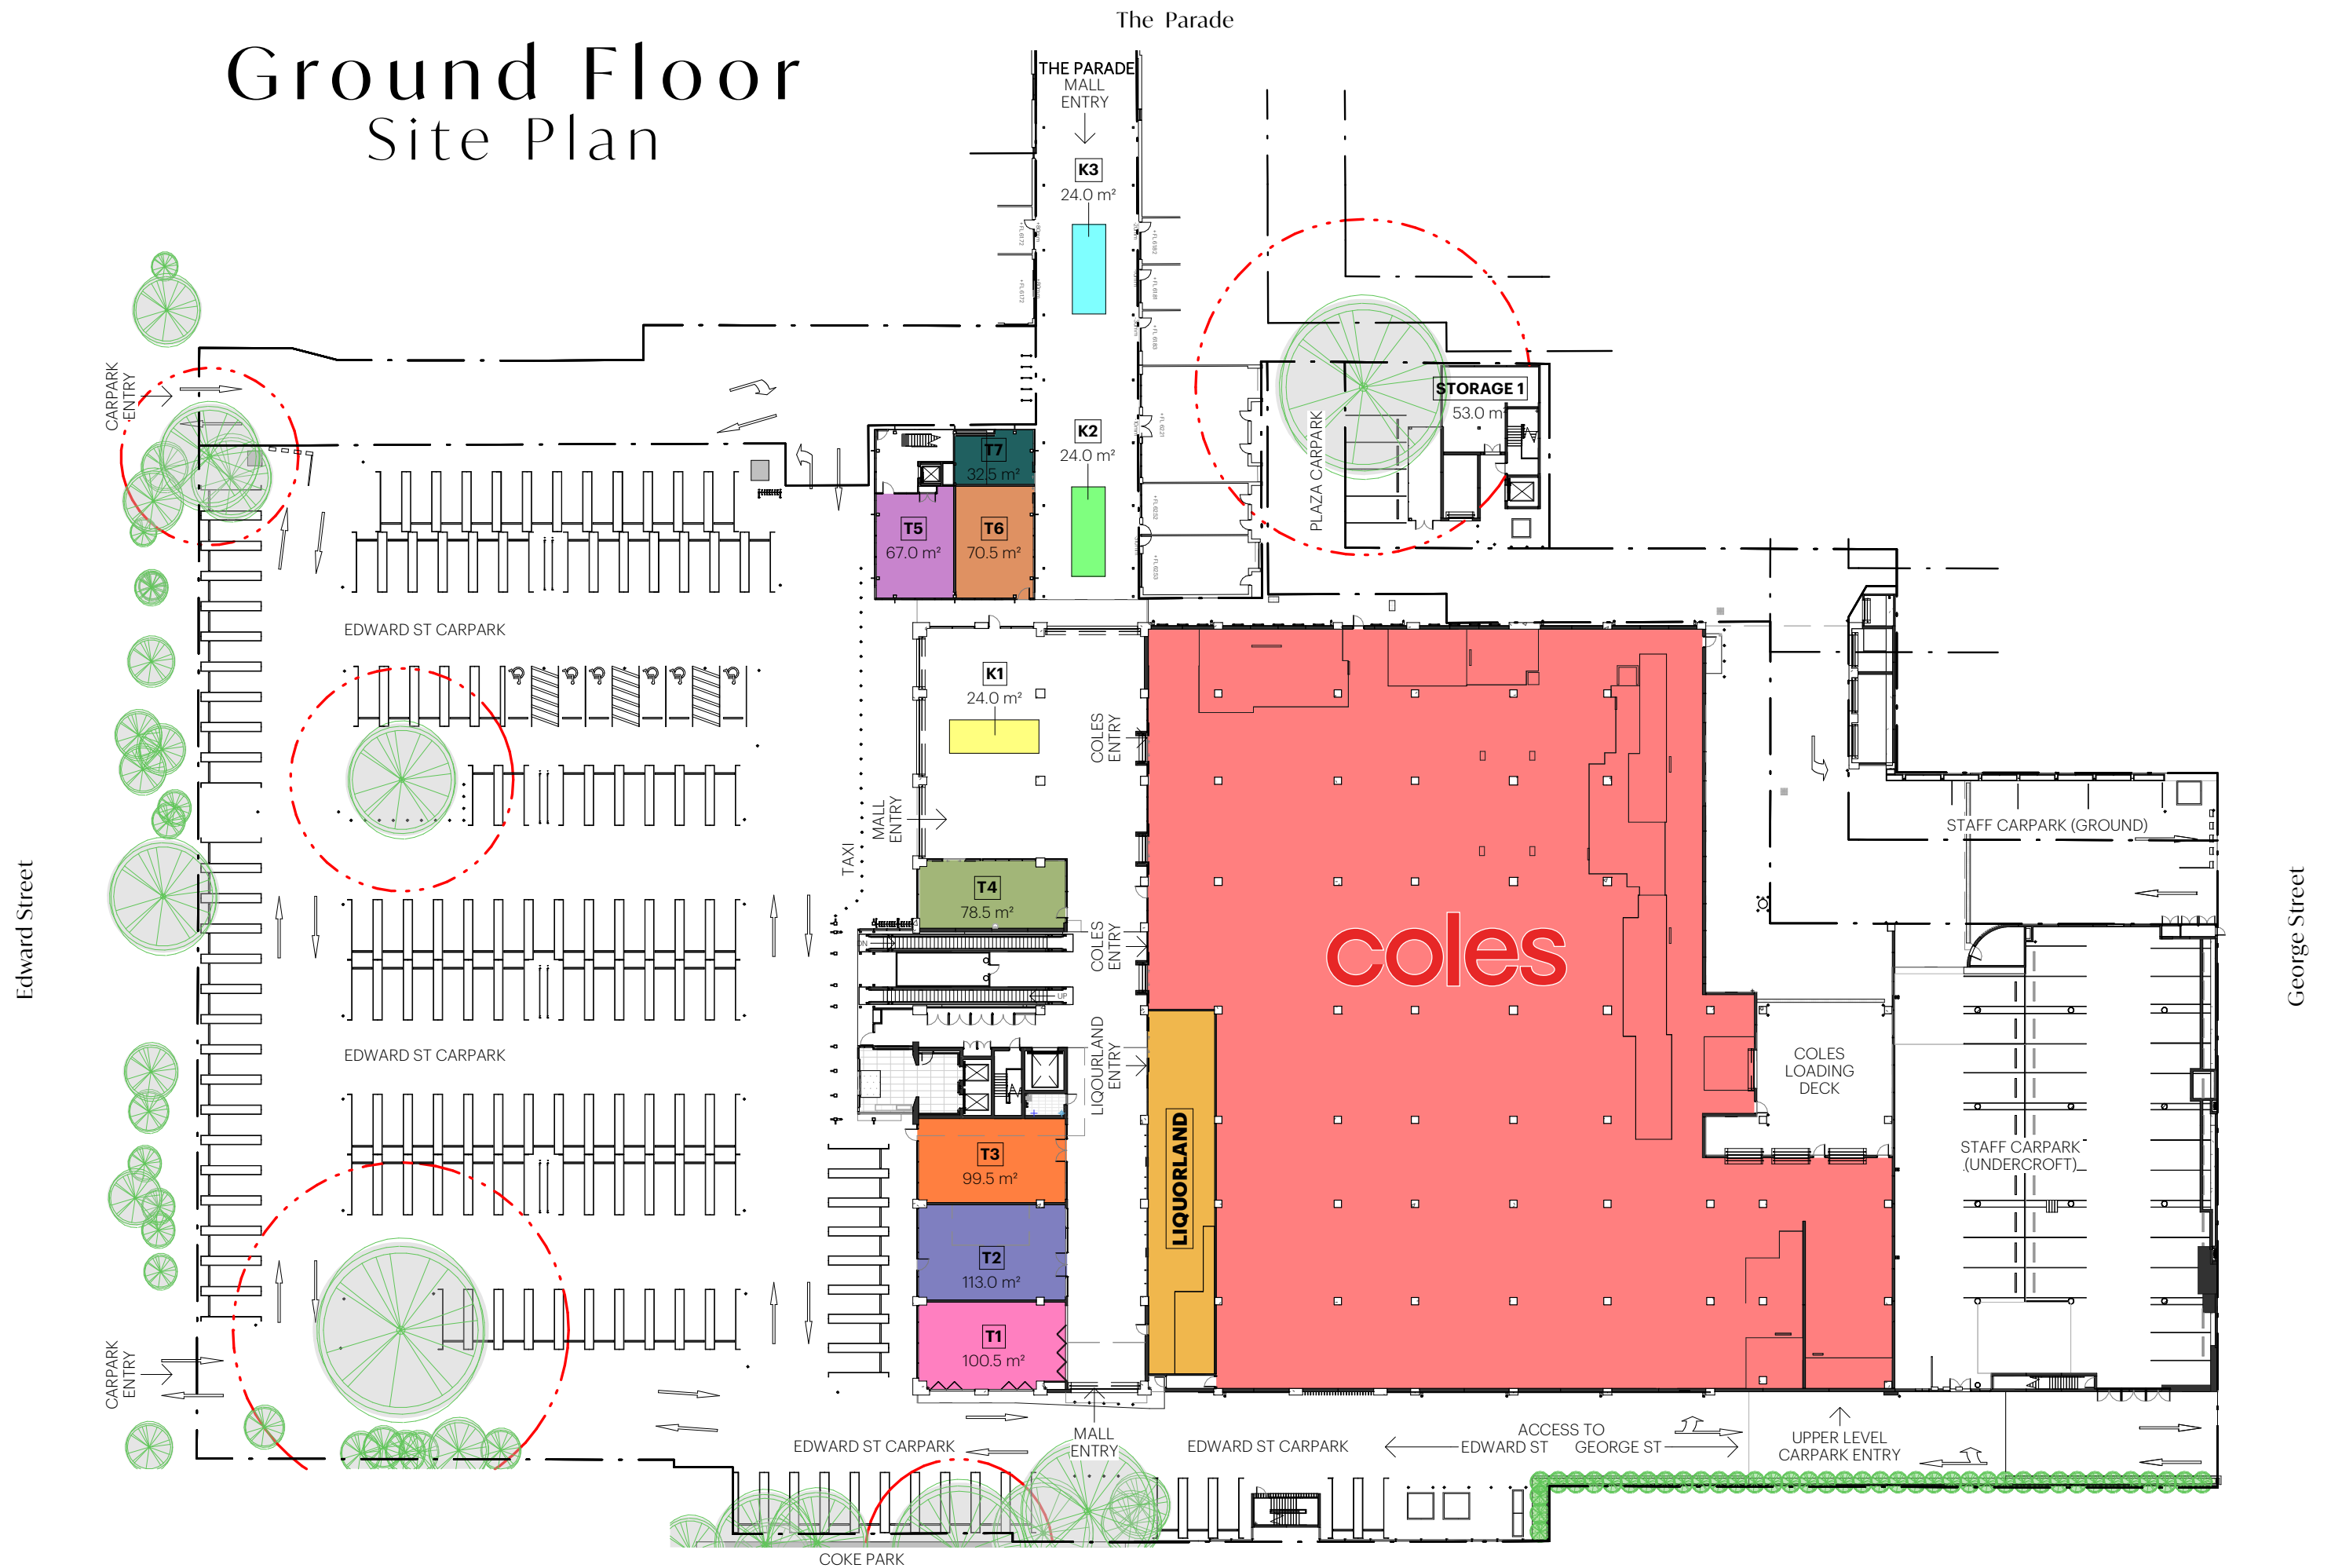 The Parade
Ground Floor
Site Plan
THE PARADE
MALL
ENTRY
K3
24.0 m²
CARPARK
ENTRY
STORAGE 1
53.0 m
K2
24.0 m²
PLAZA CARPARK
T7
32.5 m²
T5
67.0 m²
T6
70.5 m²
EDWARD ST CARPARK
K1
24.0 m²
COLES
ENTRY
MALL
ENTRY
TAXI
STAFF CARPARK (GROUND)
Edward Street
George Street
T4
78.5 m²
COLES
ENTRY
coles
DN
UP
EDWARD ST CARPARK
LIQOURLAND
ENTRY
COLES
LOADING
DECK
LIQUORLAND
T3
99.5 m²
STAFF CARPARK
(UNDERCROFT)
T2
113.0 m²
T1
100.5 m²
CARPARK
ENTRY
MALL
ENTRY
EDWARD ST CARPARK
EDWARD ST CARPARK
ACCESS TO
EDWARD ST
GEORGE ST
UPPER LEVEL
CARPARK ENTRY
COKE PARK